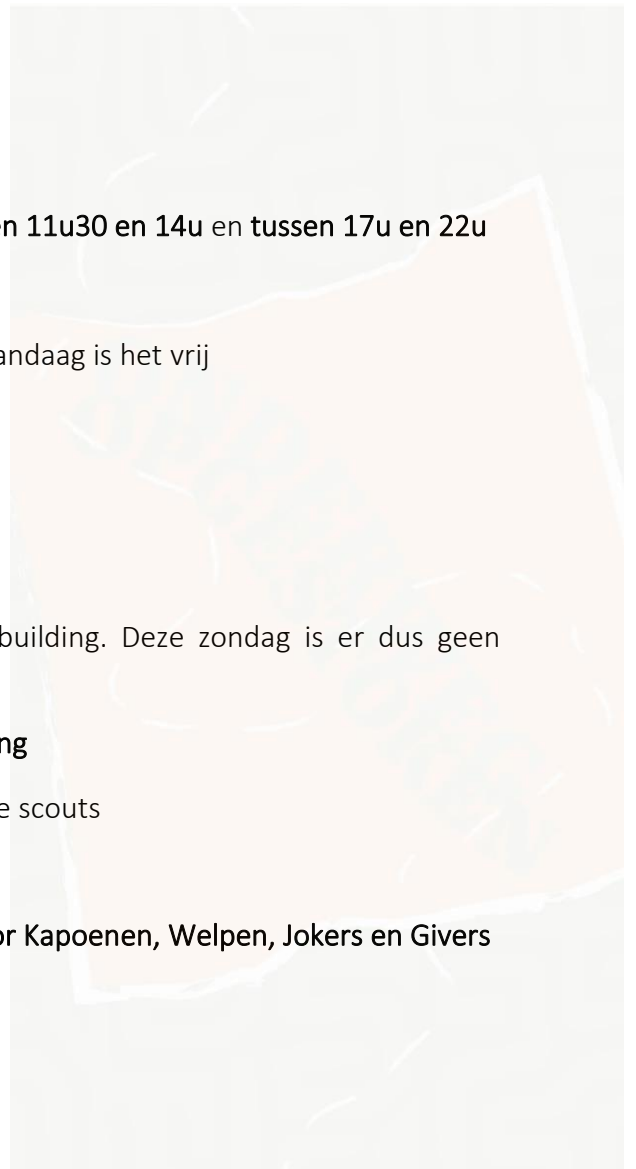 en 11u30 en 14u en tussen 17u en 22u
andaag is het vrij
building. Deze zondag is er dus geen
ng
e scouts
or Kapoenen, Welpen, Jokers en Givers